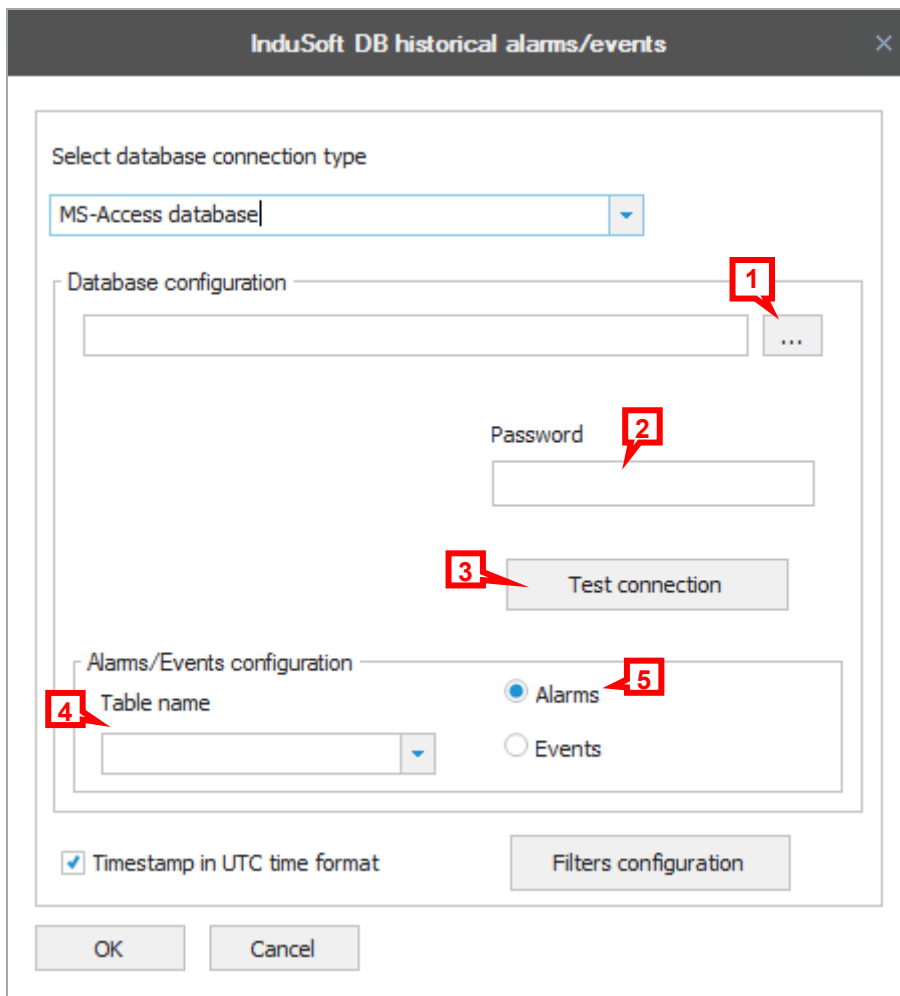 InduSoft DB historical alarms/events
Select database connection type
MS-Access database
Database configuration
1
...
Password
2
3
Test connection
Alarms/Events configuration
Table name
4
Alarms
5
Events
Timestamp in UTC time format
Filters configuration
OK
Cancel